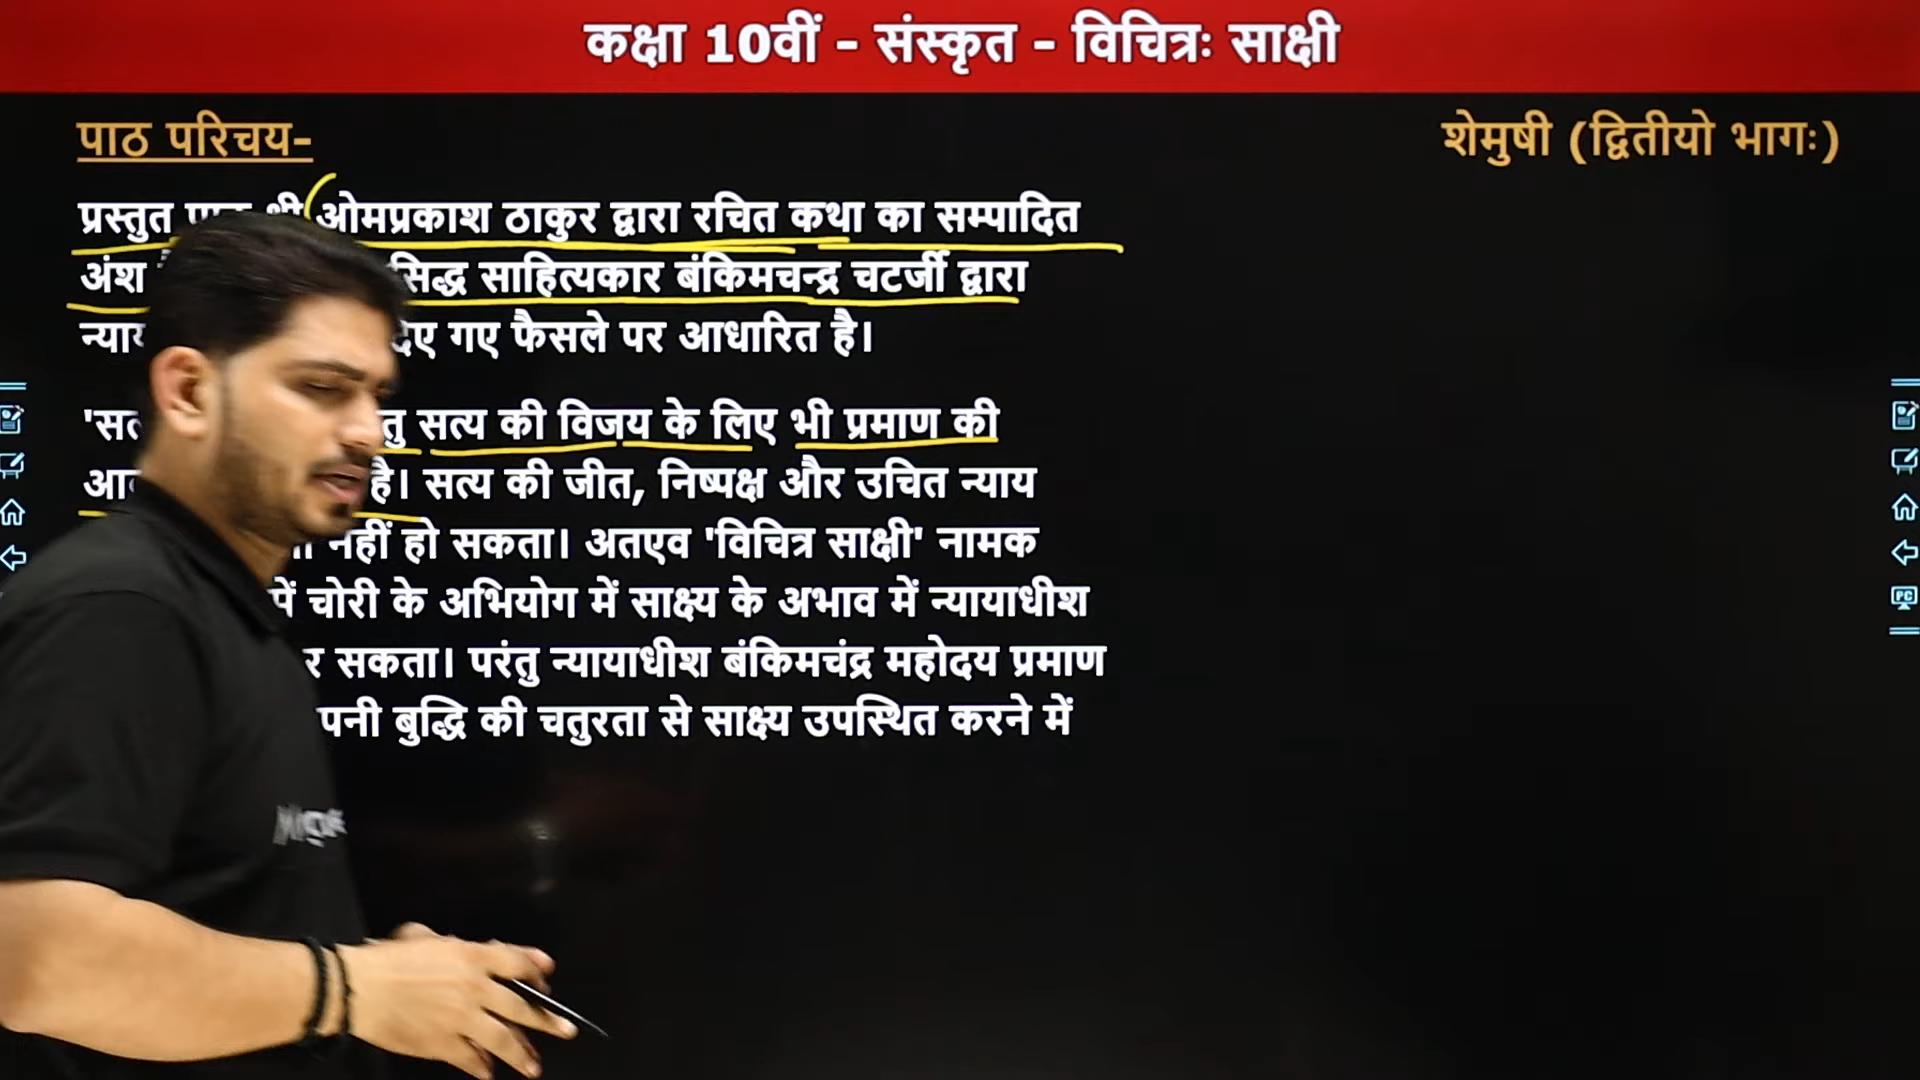 कक्षा 10वीं - संस्कृत - विचित्रः साक्षी
पाठ परिचय-
शेमुषी (द्वितीयो भागः)
प्रस्तुत ओमप्रकाश ठाकुर द्वारा रचित कथा का सम्पादित
अंश साहित्यकार बंकिमचन्द्र चटर्जी द्वारा
गए फैसले पर आधारित है।
सत्य की विजय के लिए भी प्रमाण की
है। सत्य की जीत, निष्पक्ष और उचित न्याय
नहीं हो सकता। अतएव 'विचित्र साक्षी' नामक
में चोरी के अभियोग में साक्ष्य के अभाव में न्यायाधीश
सकता। परंतु न्यायाधीश बंकिमचंद्र महोदय प्रमाण
बुद्धि की चतुरता से साक्ष्य उपस्थित करने में
PC